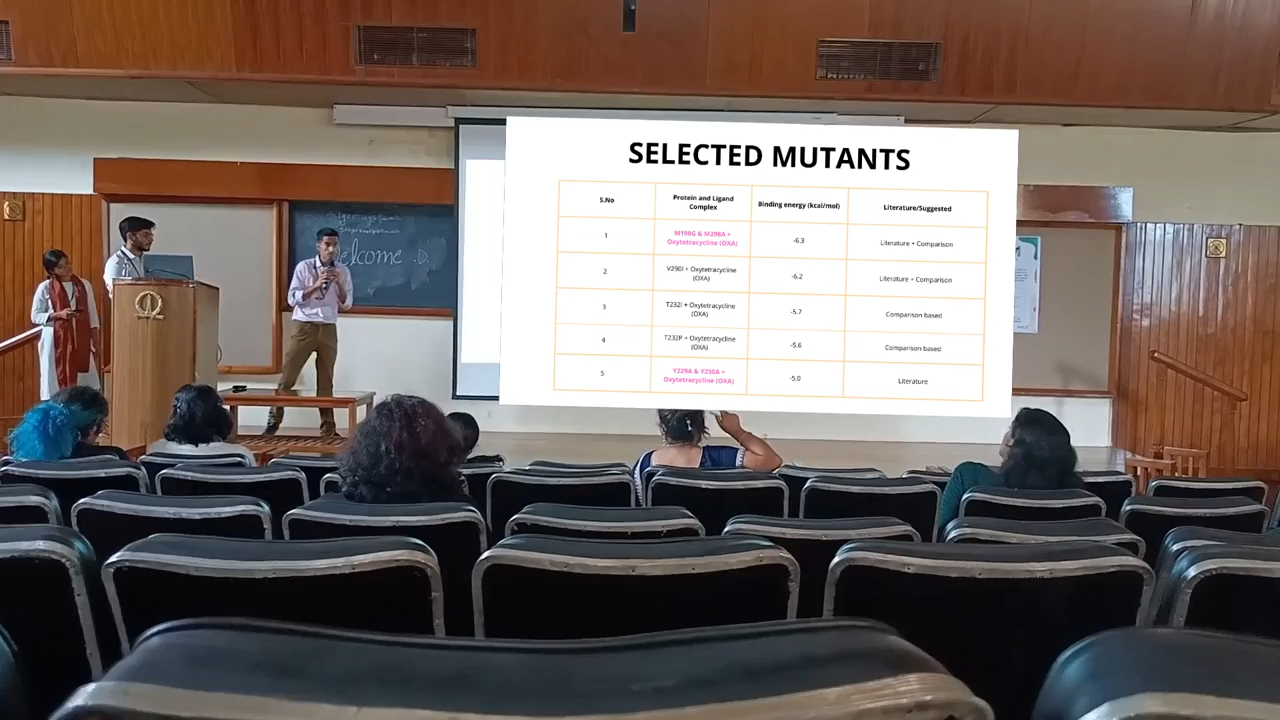 SELECTED MUTANTS
S.No
Protein and Ligand
Complex
Binding energy (kcal/mol)
Literature/Suggested
1
M199G & M298A +
Oxytetracycline (OXA)
-6.3
Literature + Comparison
2
V290I + Oxytetracycline
(OXA)
-6.2
Literature + Comparison
3
T232I + Oxytetracycline
(OXA)
-5.7
Comparison based
4
T232P + Oxytetracycline
(OXA)
-5.6
Comparison based
5
Y229A & Y230A +
Oxytetracycline (OXA)
-5.0
Literature
elcome :D